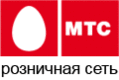 МТС
розничная сеть